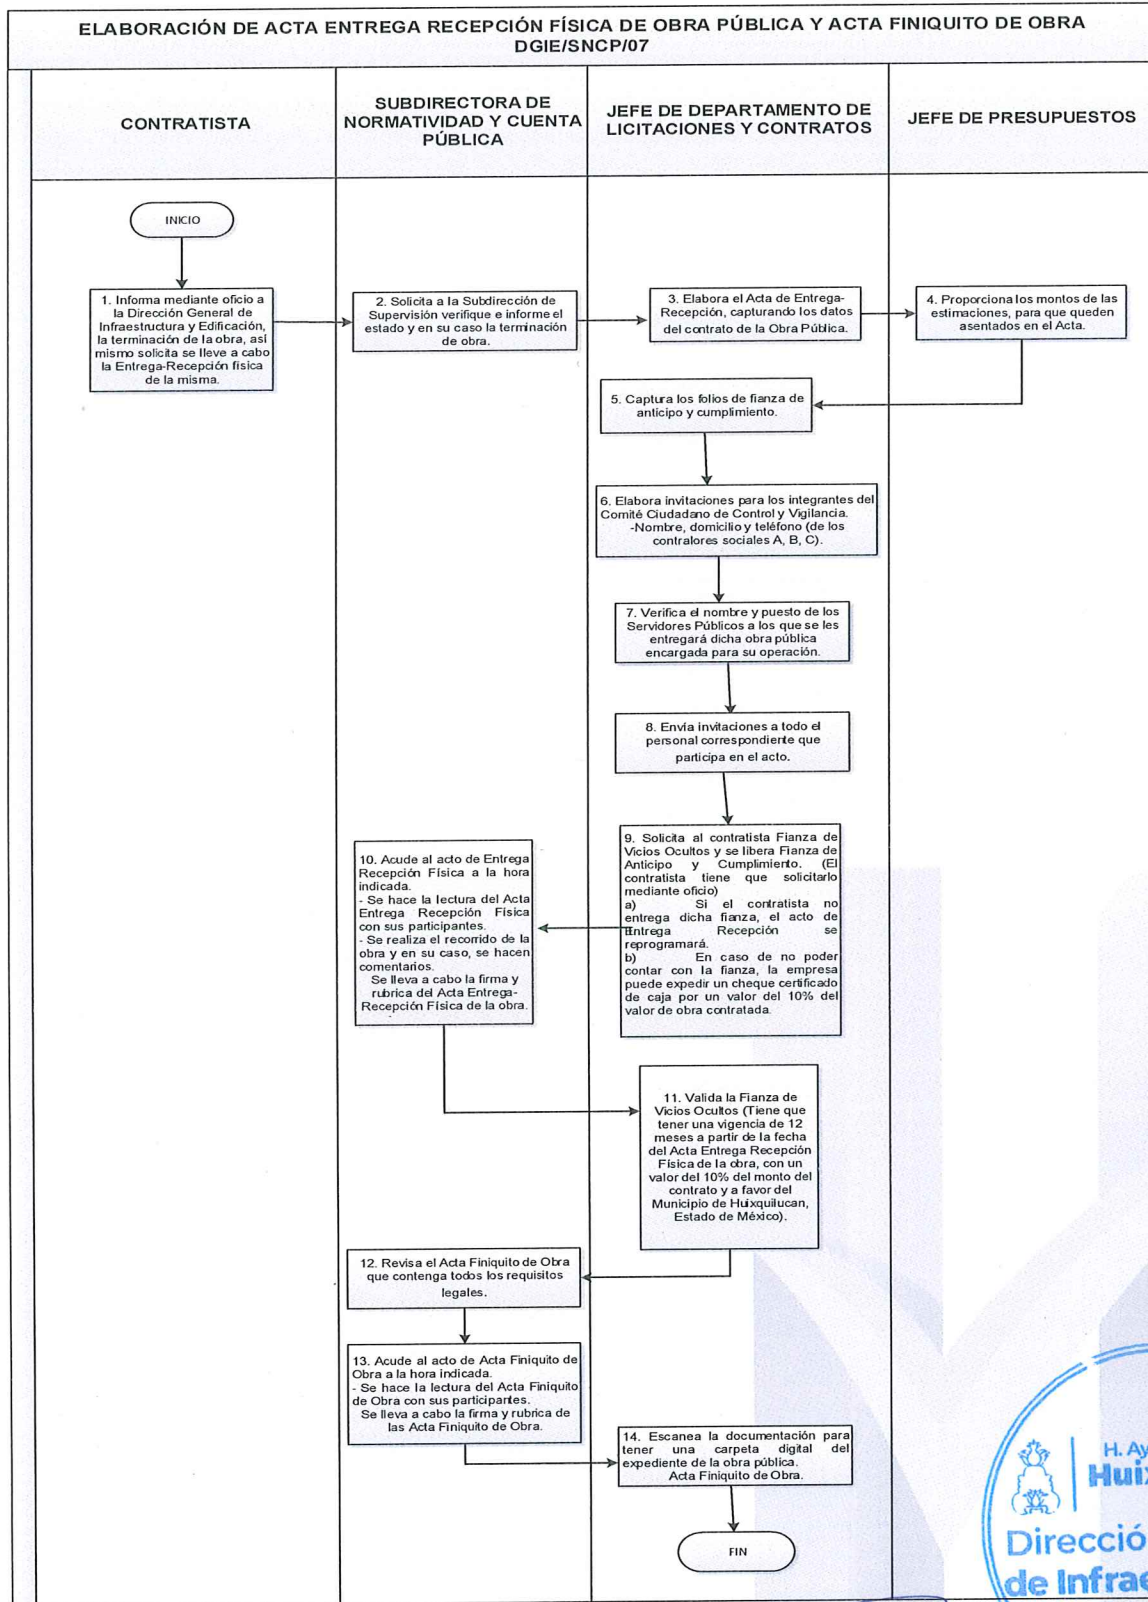 ELABORACIÓN DE ACTA ENTREGA RECEPCIÓN FÍSICA DE OBRA PÚBLICA Y ACTA FINIQUITO DE OBRA
DGIE/SNCP/07
CONTRATISTA
SUBDIRECTORA DE
NORMATIVIDAD Y CUENTA
PÚBLICA
JEFE DE DEPARTAMENTO DE
LICITACIONES Y CONTRATOS
JEFE DE PRESUPUESTOS
INICIO
1. Informa mediante oficio a
la Dirección General de
Infraestructura y Edificación,
la terminación de la obra, así
mismo solicita se lleve a cabo
la Entrega-Recepción física
de la misma.
2. Solicita a la Subdirección de
Supervisión verifique e informe el
estado y en su caso la terminación
de obra.
3. Elabora el Acta de Entrega-
Recepción, capturando los datos
del contrato de la Obra Pública.
4. Proporciona los montos de las
estimaciones, para que queden
asentados en el Acta.
5. Captura los folios de fianza de
anticipo y cumplimiento.
6. Elabora invitaciones para los integrantes del
Comité Ciudadano de Control y Vigilancia.
-Nombre, domicilio y teléfono (de los
contralores sociales A, B, C).
7. Verifica el nombre y puesto de los
Servidores Públicos a los que se les
entregará dicha obra pública
encargada para su operación.
8. Envía invitaciones a todo el
personal correspondiente que
participa en el acto.
9. Solicita al contratista Fianza de
Vicios Ocultos y se libera Fianza de
Anticipo y Cumplimiento. (El
contratista tiene que solicitarlo
mediante oficio)
a) Si el contratista no
entrega dicha fianza, el acto de
Entrega Recepción se
reprogramará.
b) En caso de no poder
contar con la fianza, la empresa
puede expedir un cheque certificado
de caja por un valor del 10% del
valor de obra contratada.
10. Acude al acto de Entrega
Recepción Física a la hora
indicada.
- Se hace la lectura del Acta
Entrega Recepción Física
con sus participantes.
- Se realiza el recorrido de la
obra y en su caso, se hacen
comentarios.
Se lleva a cabo la firma y
rubrica del Acta Entrega-
Recepción Física de la obra.
11. Valida la Fianza de
Vicios Ocultos (Tiene que
tener una vigencia de 12
meses a partir de la fecha
del Acta Entrega Recepción
Física de la obra, con un
valor del 10% del monto del
contrato y a favor del
Municipio de Huixquilucan,
Estado de México).
12. Revisa el Acta Finiquito de Obra
que contenga todos los requisitos
legales.
13. Acude al acto de Acta Finiquito de
Obra a la hora indicada.
- Se hace la lectura del Acta Finiquito
de Obra con sus participantes.
Se lleva a cabo la firma y rubrica de
las Acta Finiquito de Obra.
14. Escanea la documentación para
tener una carpeta digital del
expediente de la obra pública.
Acta Finiquito de Obra.
FIN
H. Ay
Huix
Direcció
de Infrae